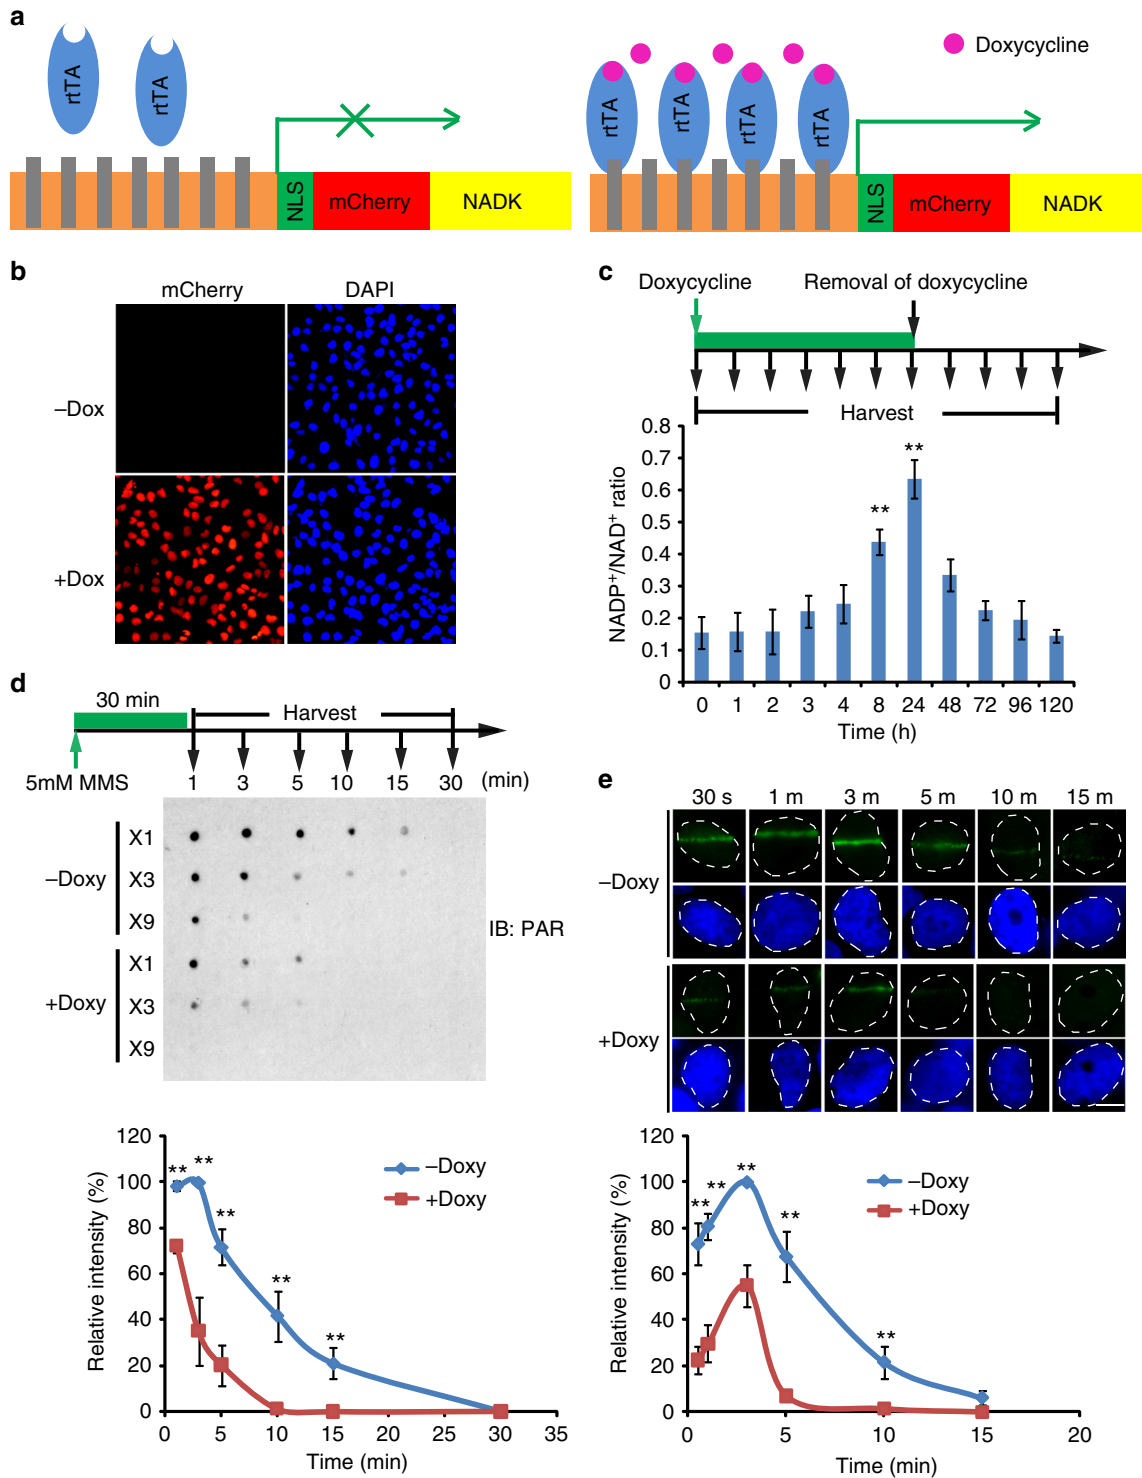 a
rtTA
rtTA
NLS
mCherry
NADK
rtTA
rtTA
rtTA
rtTA
Doxycycline
NLS
mCherry
NADK
b
mCherry
DAPI
–Dox
+Dox
c
Doxycycline
Removal of doxycycline
Harvest
NADP+/NAD+ ratio
0.8
0.7
0.6
0.5
0.4
0.3
0.2
0.1
0
**
**
0 1 2 3 4 8 24 48 72 96 120
Time (h)
d
30 min
Harvest
5mM MMS
1 3 5 10 15 30 (min)
–Doxy
X1
X3
X9
+Doxy
X1
X3
X9
IB: PAR
Relative intensity (%)
120
100
80
60
40
20
0
** **
**
**
**
–Doxy
+Doxy
0 5 10 15 20 25 30 35
Time (min)
e
30 s 1 m 3 m 5 m 10 m 15 m
–Doxy
+Doxy
Relative intensity (%)
120
100
80
60
40
20
0
** ** **
**
**
–Doxy
+Doxy
0 5 10 15 20
Time (min)